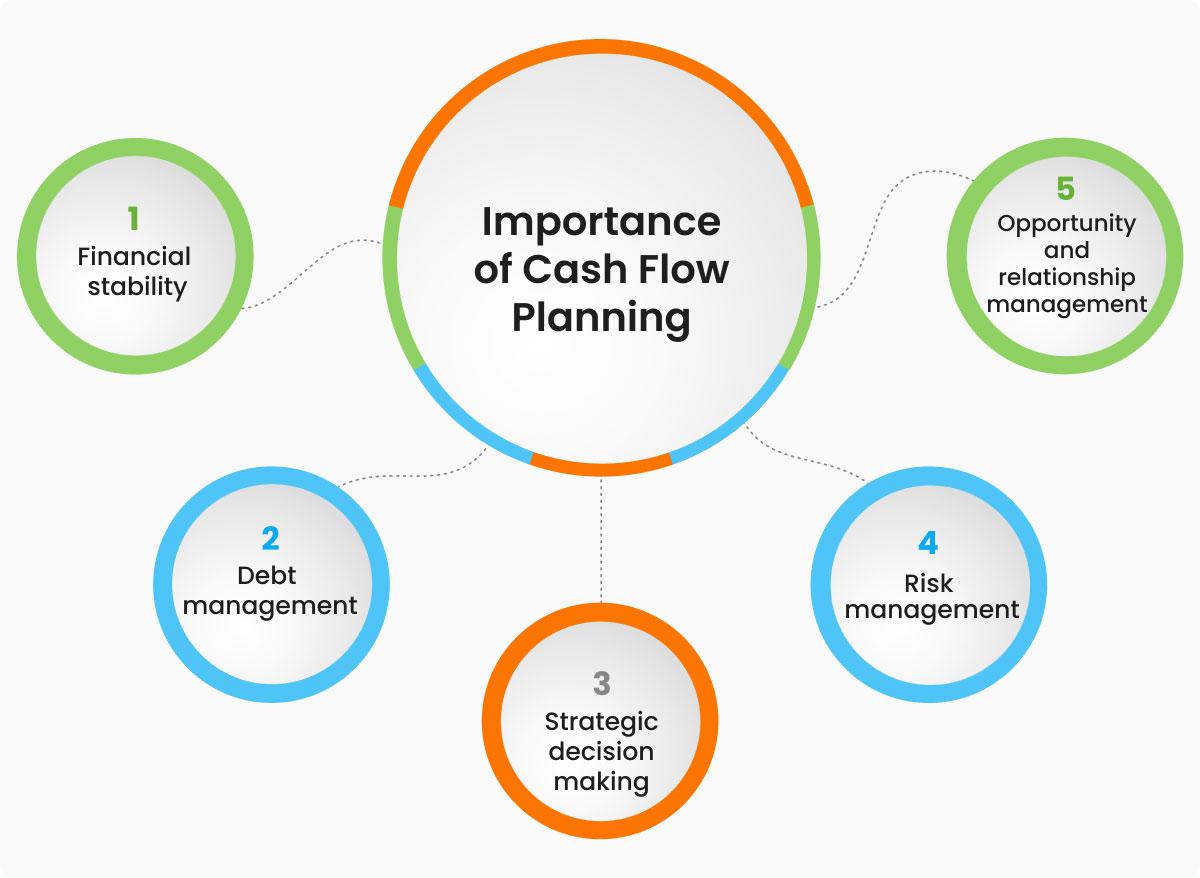 Importance
of Cash Flow
Planning
1
Financial
stability
2
Debt
management
3
Strategic
decision
making
4
Risk
management
5
Opportunity
and
relationship
management